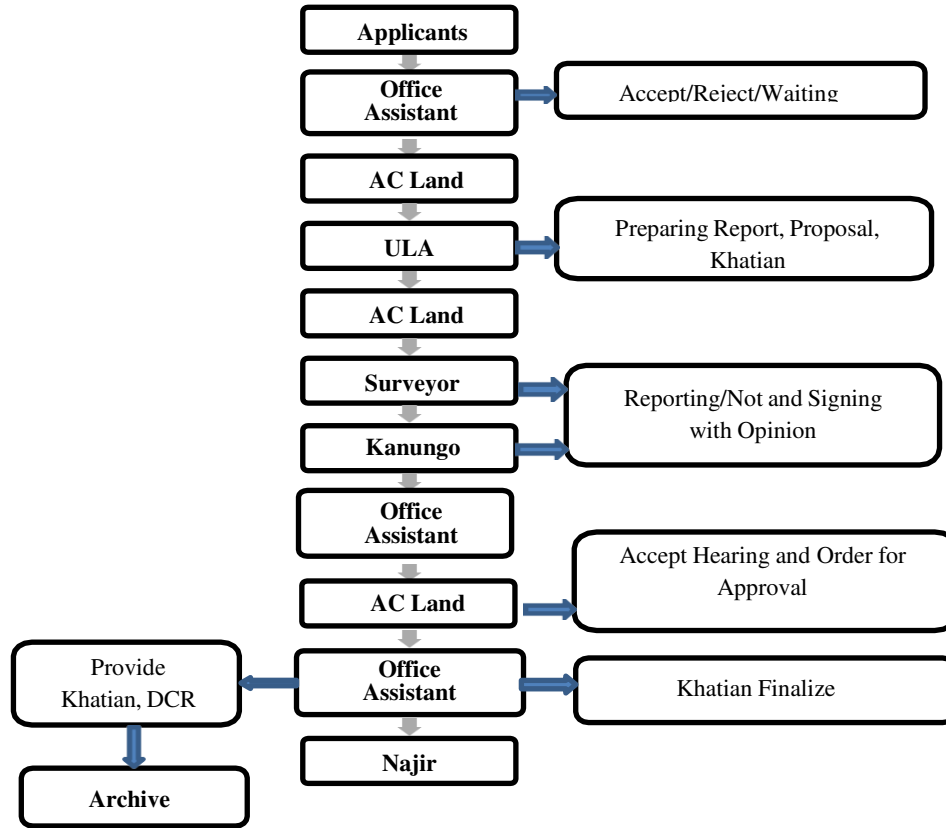 Applicants
Office
Assistant
Accept/Reject/Waiting
AC Land
ULA
Preparing Report, Proposal,
Khatian
AC Land
Surveyor
Reporting/Not and Signing
with Opinion
Kanungo
Office
Assistant
Accept Hearing and Order for
Approval
AC Land
Provide
Khatian, DCR
Office
Assistant
Khatian Finalize
Najir
Archive